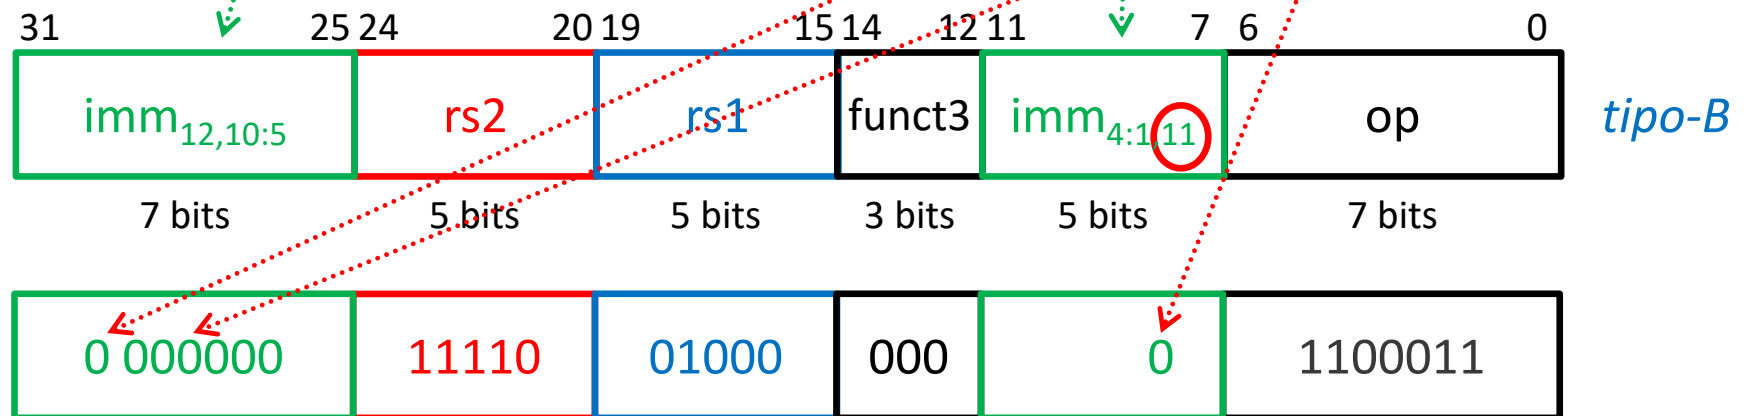 31 25 24 20 19 15 14 12 11 7 6 0
imm12,10:5 rs2 rs1 funct3 imm4:1,11 op tipo-B
7 bits 5 bits 5 bits 3 bits 5 bits 7 bits
0 000000 11110 01000 000 0 1100011